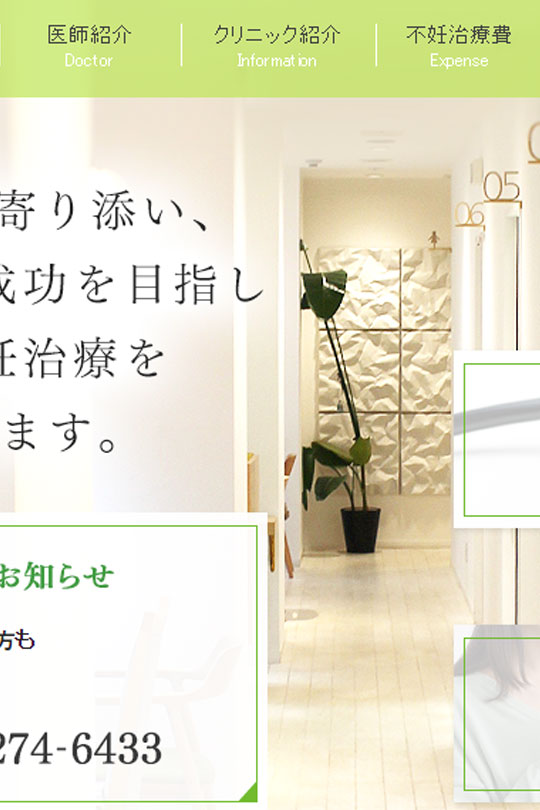 医師紹介
Doctor
クリニック紹介
Information
不妊治療費
Expense
05
06
寄り添い、
成功を目指し
妊治療を
ます。
お知らせ
方も
274-6433